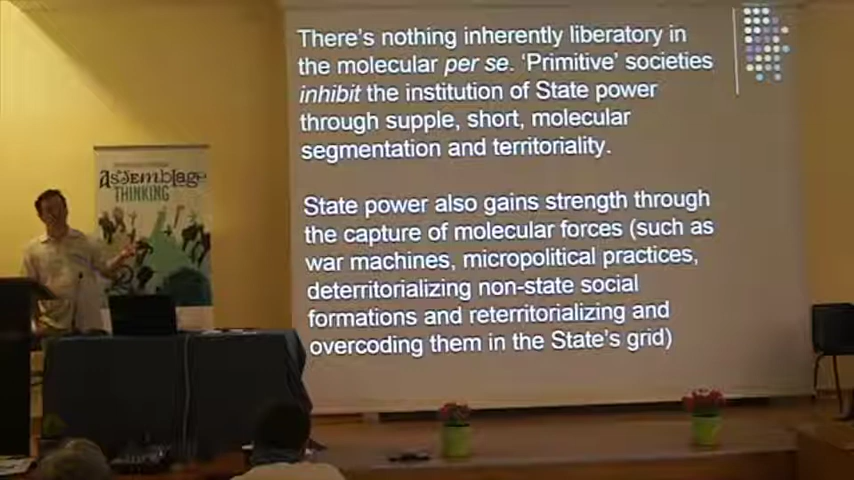 There's nothing inherently liberatory in
the molecular per se. 'Primitive' societies
inhibit the institution of State power
through supple, short, molecular
segmentation and territoriality.
State power also gains strength through
the capture of molecular forces (such as
war machines, micropolitical practices,
deterritorializing non-state social
formations and reterritorializing and
overcoding them in the State's grid)
Assemblage
THINKING